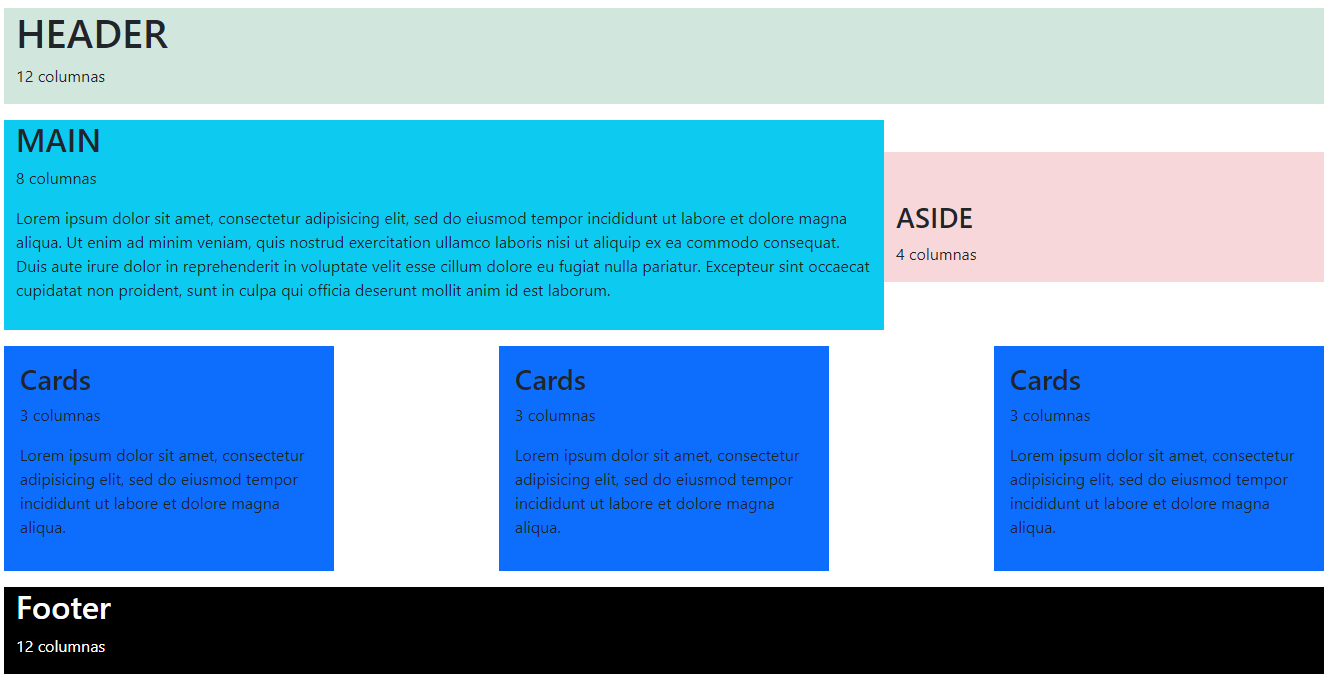 HEADER
12 columnas
MAIN
8 columnas
Lorem ipsum dolor sit amet, consectetur adipisicing elit, sed do eiusmod tempor incididunt ut labore et dolore magna
aliqua. Ut enim ad minim veniam, quis nostrud exercitation ullamco laboris nisi ut aliquip ex ea commodo consequat.
Duis aute irure dolor in reprehenderit in voluptate velit esse cillum dolore eu fugiat nulla pariatur. Excepteur sint occaecat
cupidatat non proident, sunt in culpa qui officia deserunt mollit anim id est laborum.
ASIDE
4 columnas
Cards
3 columnas
Lorem ipsum dolor sit amet, consectetur
adipisicing elit, sed do eiusmod tempor
incididunt ut labore et dolore magna
aliqua.
Cards
3 columnas
Lorem ipsum dolor sit amet, consectetur
adipisicing elit, sed do eiusmod tempor
incididunt ut labore et dolore magna
aliqua.
Cards
3 columnas
Lorem ipsum dolor sit amet, consectetur
adipisicing elit, sed do eiusmod tempor
incididunt ut labore et dolore magna
aliqua.
Footer
12 columnas